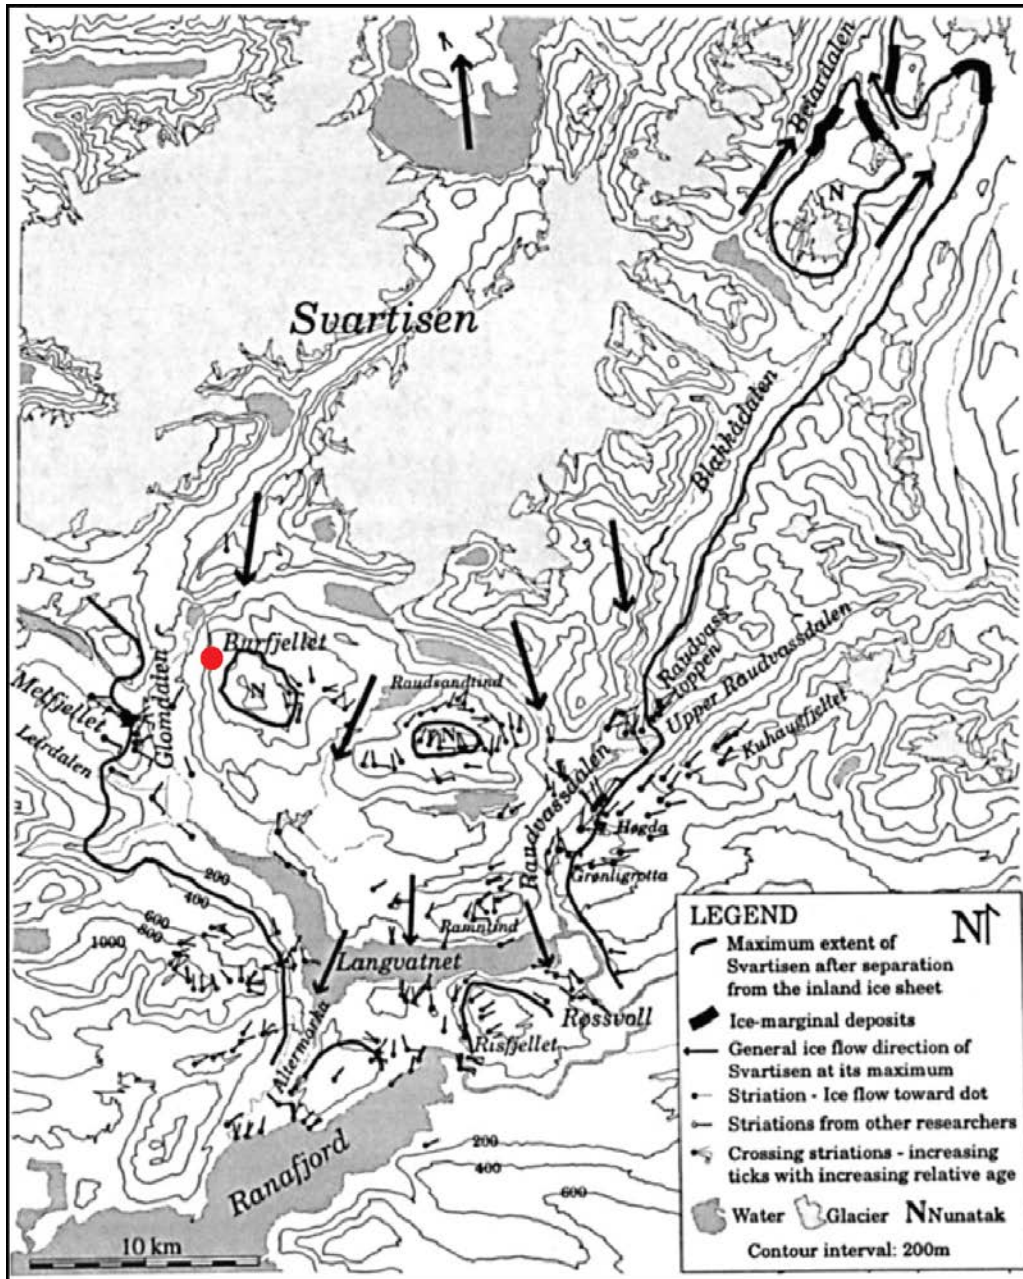 Beiardalen
N
Svartisen
Blakkådalen
Burfjellet
N
Glomdalen
Melfjellet
Leirdalen
Raudsandtind
N
Raudvass
toppen
Upper Raudvassdalen
Kuhaugfjellet
Raudvassdalen
Høgda
Grønligrotta
200
400
600
800
1000
Ramntind
Langvatnet
Røssvoll
Risfjellet
Altermarka
Ranafjord
200
400
600
10 km
LEGEND
N
Maximum extent of
Svartisen after separation
from the inland ice sheet
Ice-marginal deposits
General ice flow direction of
Svartisen at its maximum
Striation - Ice flow toward dot
Striations from other researchers
Crossing striations - increasing
ticks with increasing relative age
Water Glacier N Nunatak
Contour interval: 200m